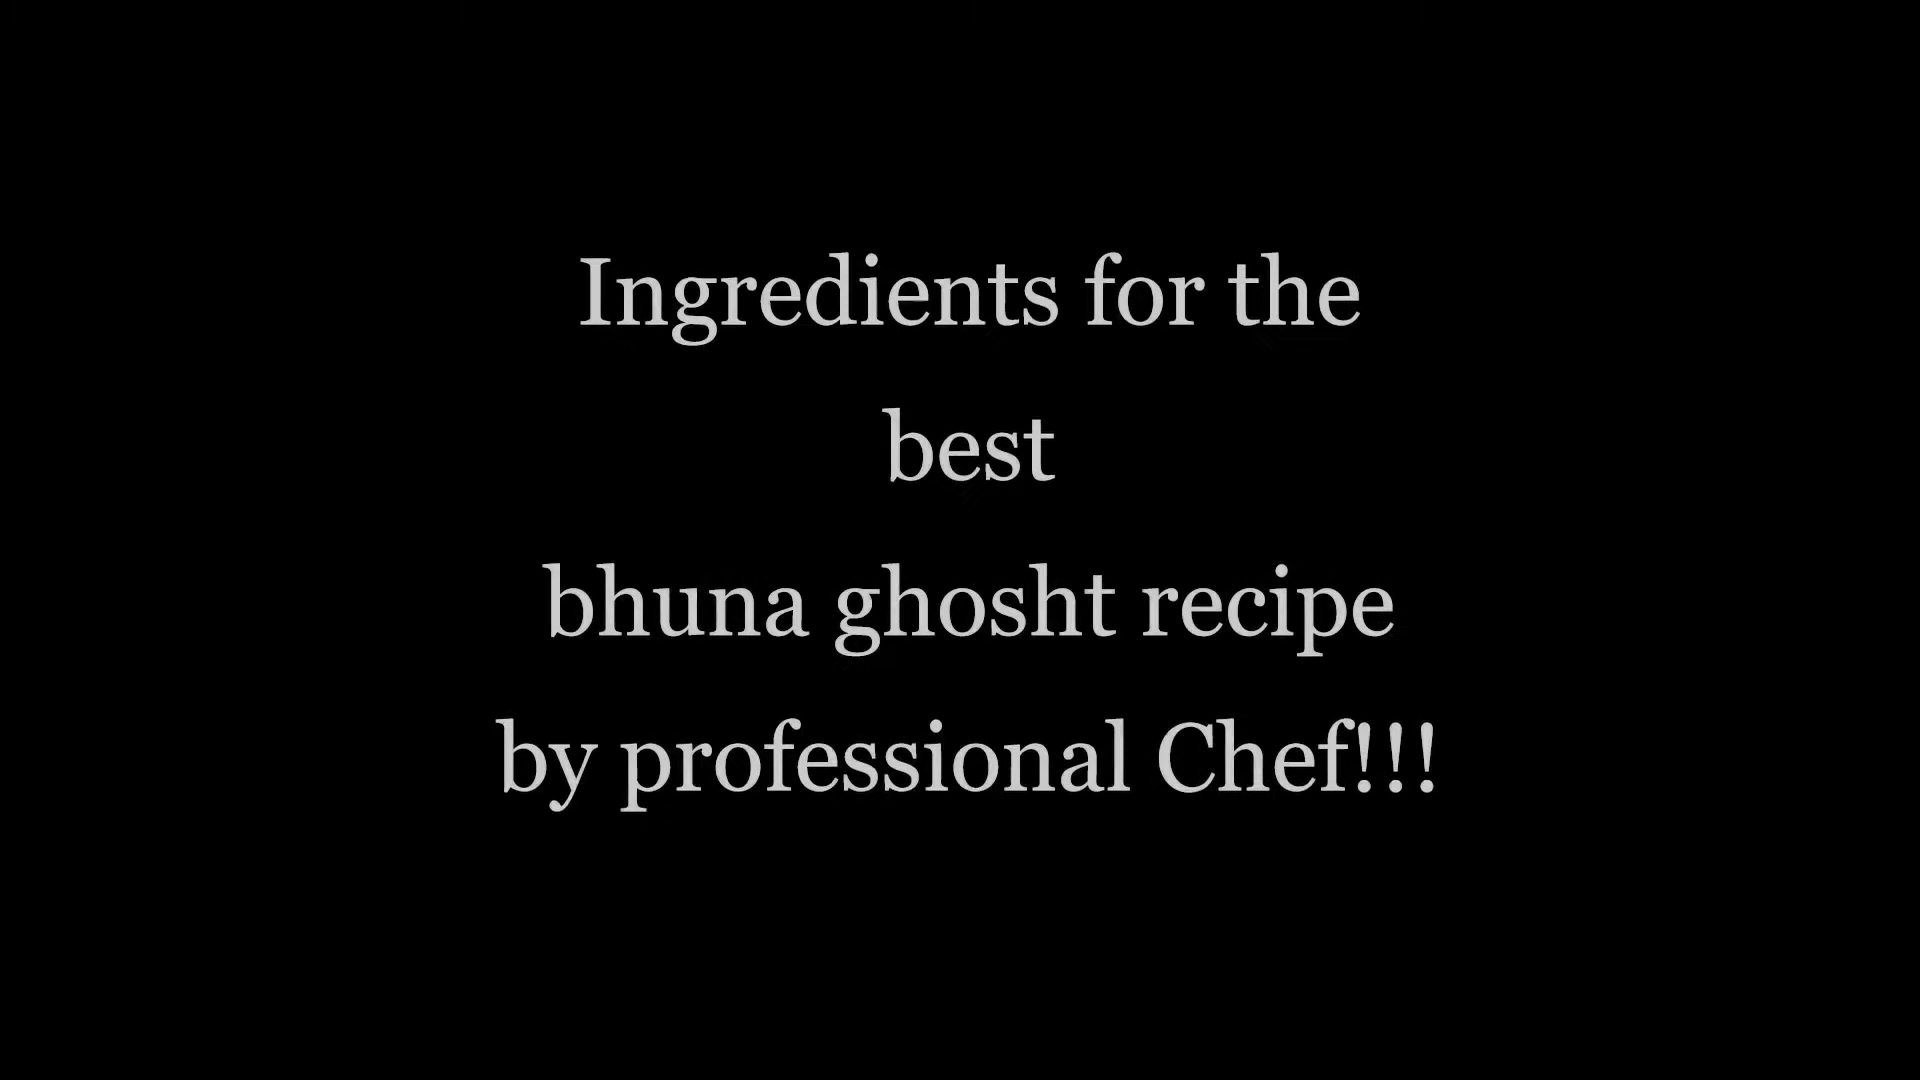 Ingredients for the
best
bhuna ghosht recipe
by professional Chef!!!